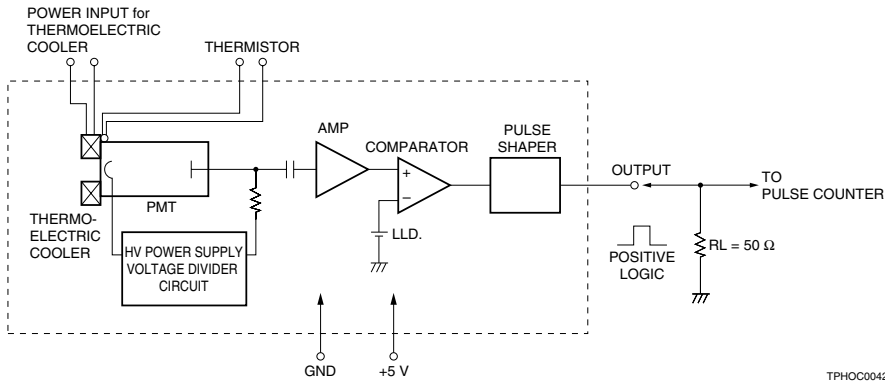 POWER INPUT for
THERMOELECTRIC
COOLER
THERMISTOR
AMP
COMPARATOR
PULSE
SHAPER
+
−
OUTPUT
TO
PULSE COUNTER
PMT
THERMO-
ELECTRIC
COOLER
HV POWER SUPPLY
VOLTAGE DIVIDER
CIRCUIT
LLD.
POSITIVE
LOGIC
RL = 50 Ω
GND
+5 V
TPHOC0042